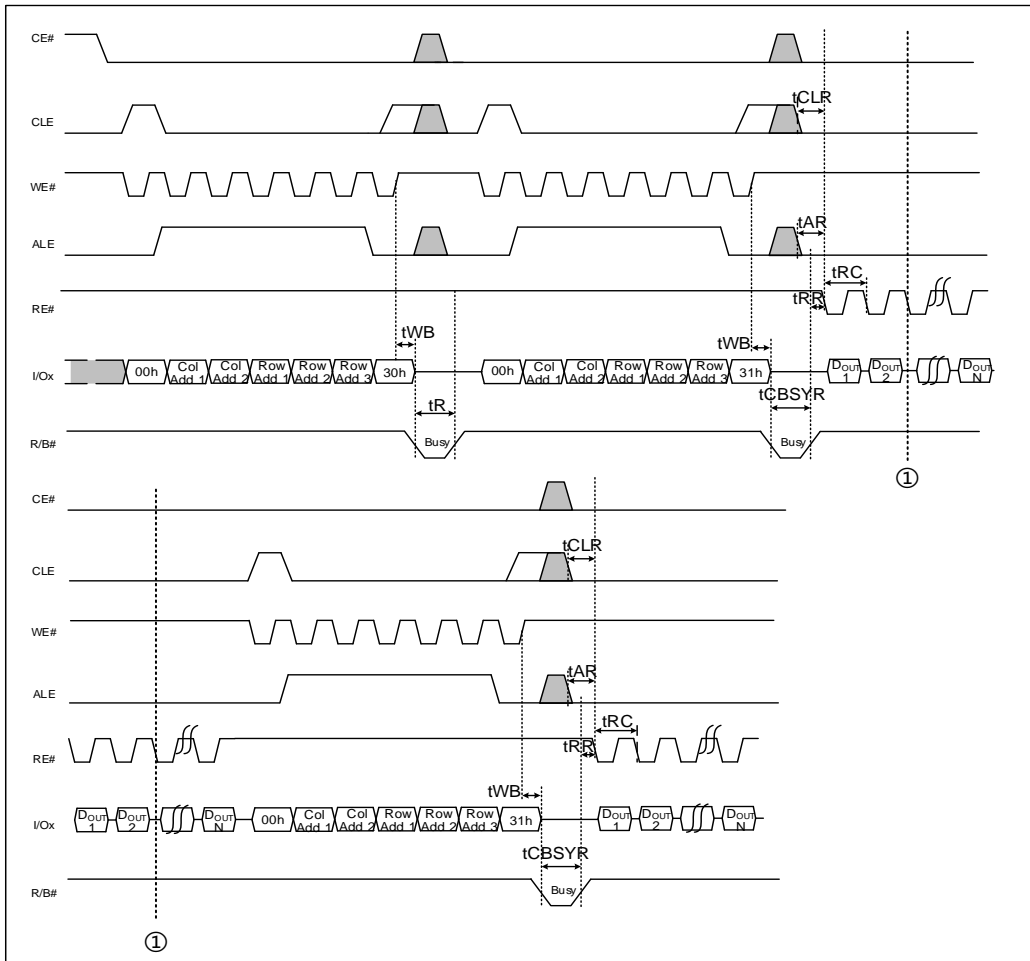 CE#
CLE
tCLR
WE#
ALE
tAR
tRC
RE#
tRR
tWB
tWB
I/Ox
00h Col Add 1 Col Add 2 Row Add 1 Row Add 2 Row Add 3 30h 00h Col Add 1 Col Add 2 Row Add 1 Row Add 2 Row Add 3 31h DOUT 1 DOUT 2 DOUT N
tR
tCBSYR
R/B#
Busy
Busy
①
CE#
CLE
tCLR
WE#
ALE
tAR
tRC
RE#
tRR
tWB
I/Ox
DOUT 1 DOUT 2 DOUT N 00h Col Add 1 Col Add 2 Row Add 1 Row Add 2 Row Add 3 31h DOUT 1 DOUT 2 DOUT N
tCBSYR
R/B#
Busy
①